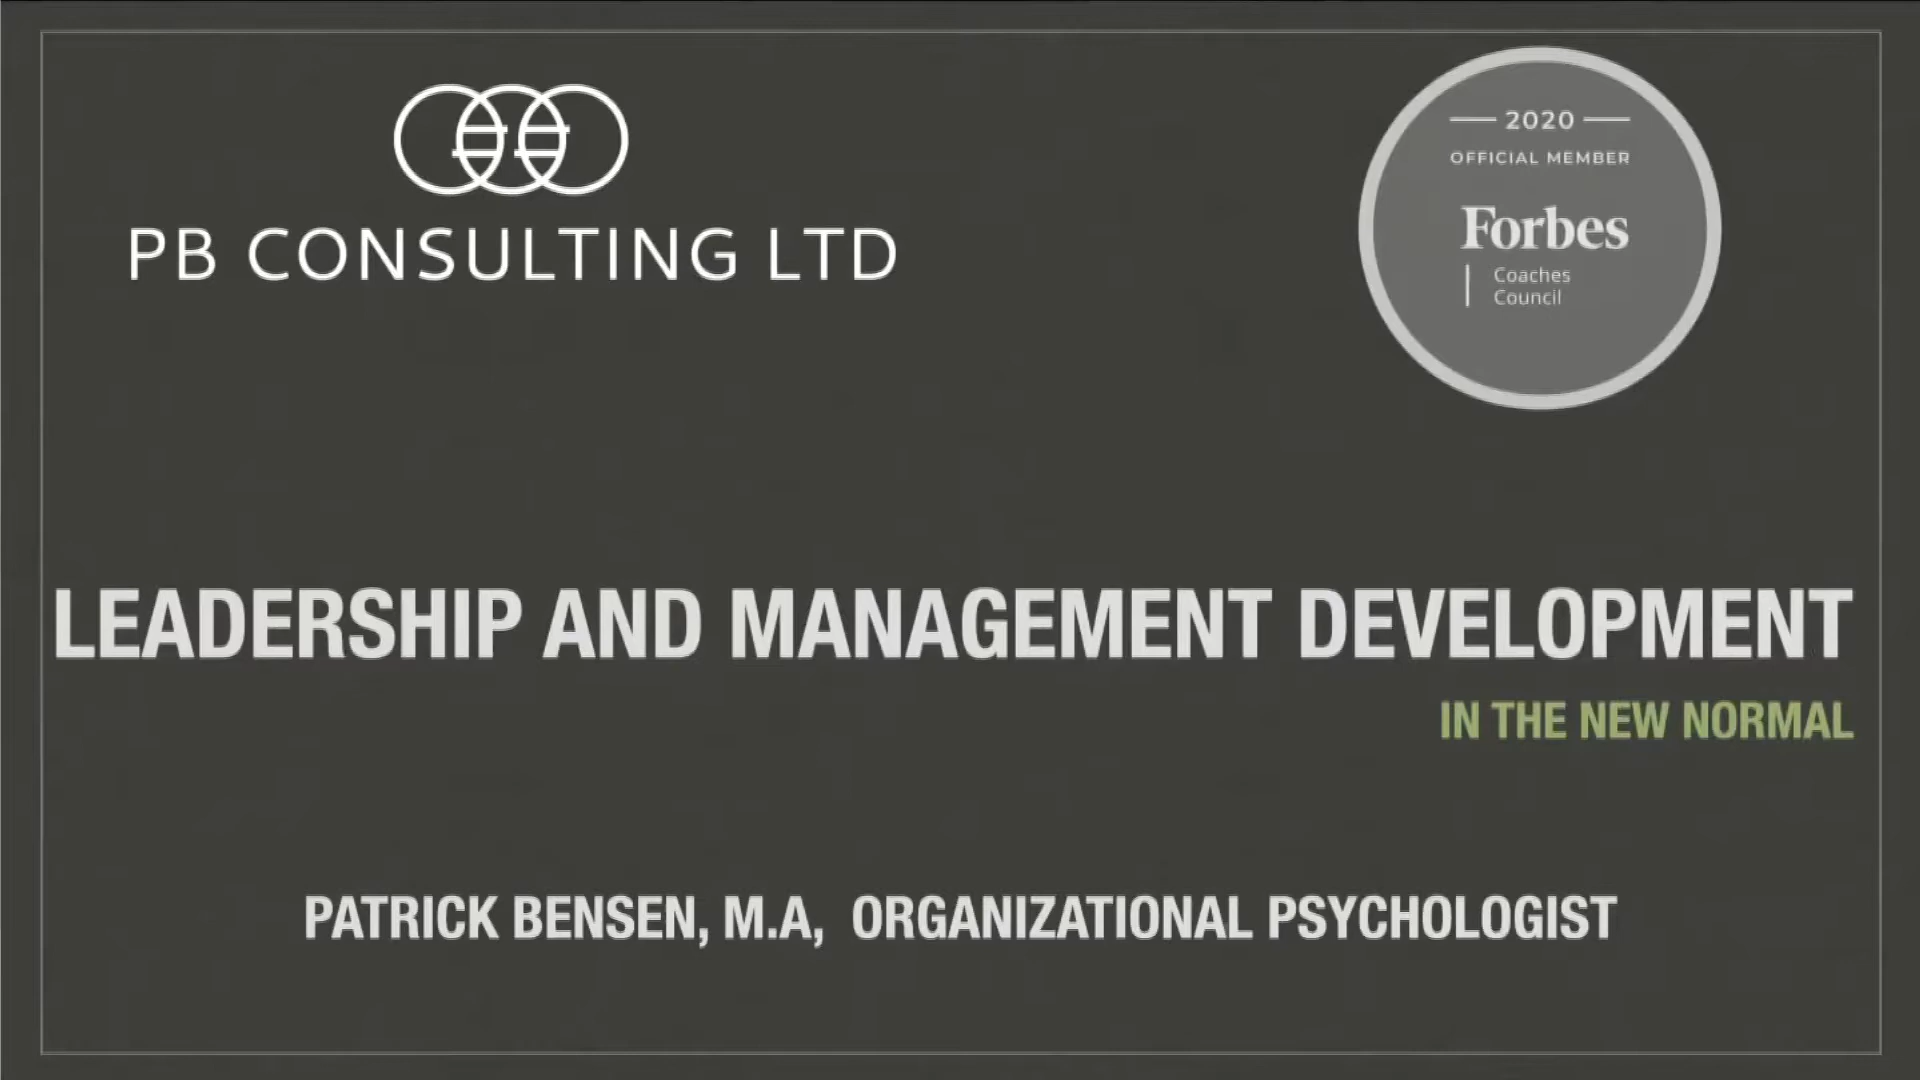 PB CONSULTING LTD
2020
OFFICIAL MEMBER
Forbes
Coaches
Council
LEADERSHIP AND MANAGEMENT DEVELOPMENT
IN THE NEW NORMAL
PATRICK BENSEN, M.A, ORGANIZATIONAL PSYCHOLOGIST